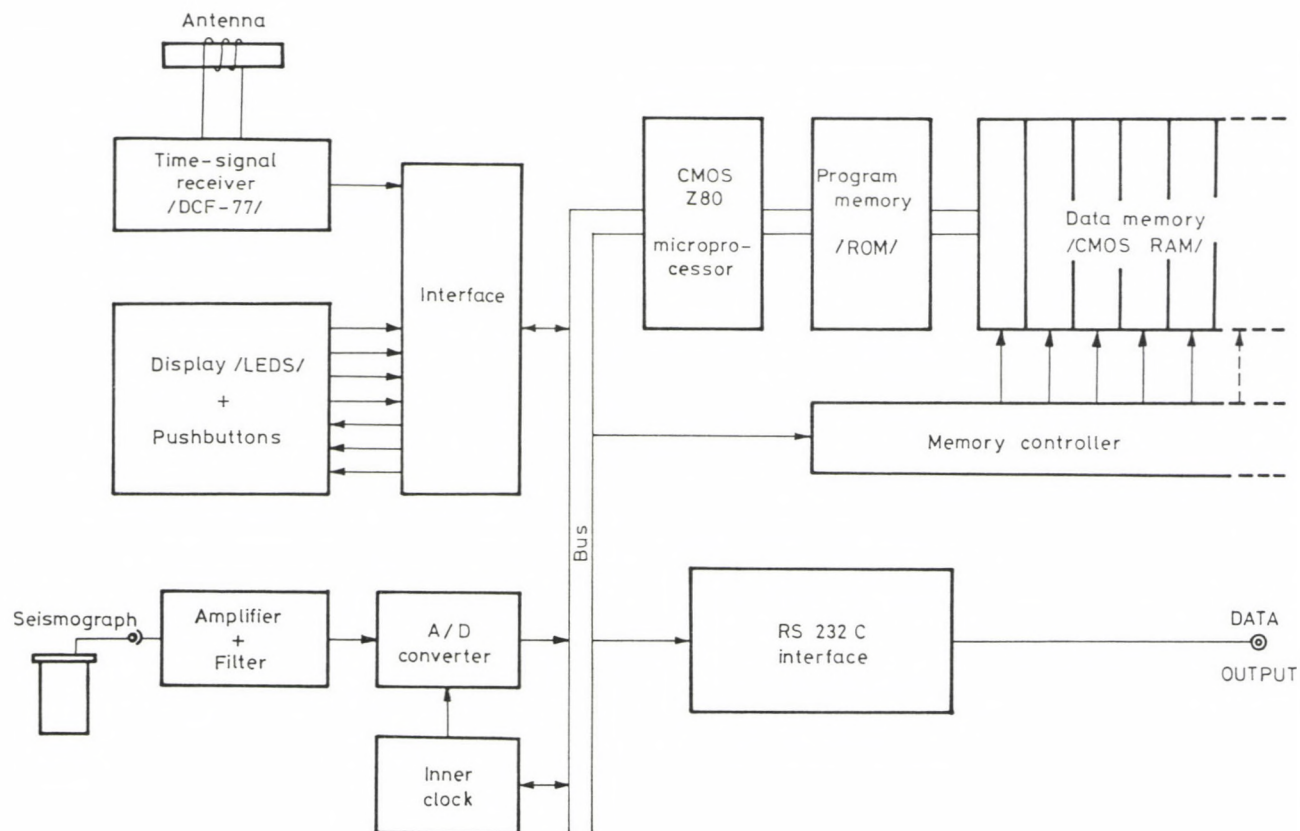 Antenna
Time-signal
receiver
/DCF-77/
Interface
Display /LEDS/
+
Pushbuttons
CMOS
Z80
micropro-
cessor
Program
memory
/ROM/
Data memory
/CMOS RAM/
Memory controller
Bus
Seismograph
Amplifier
+
Filter
A/D
converter
Inner
clock
RS 232 C
interface
DATA
OUTPUT